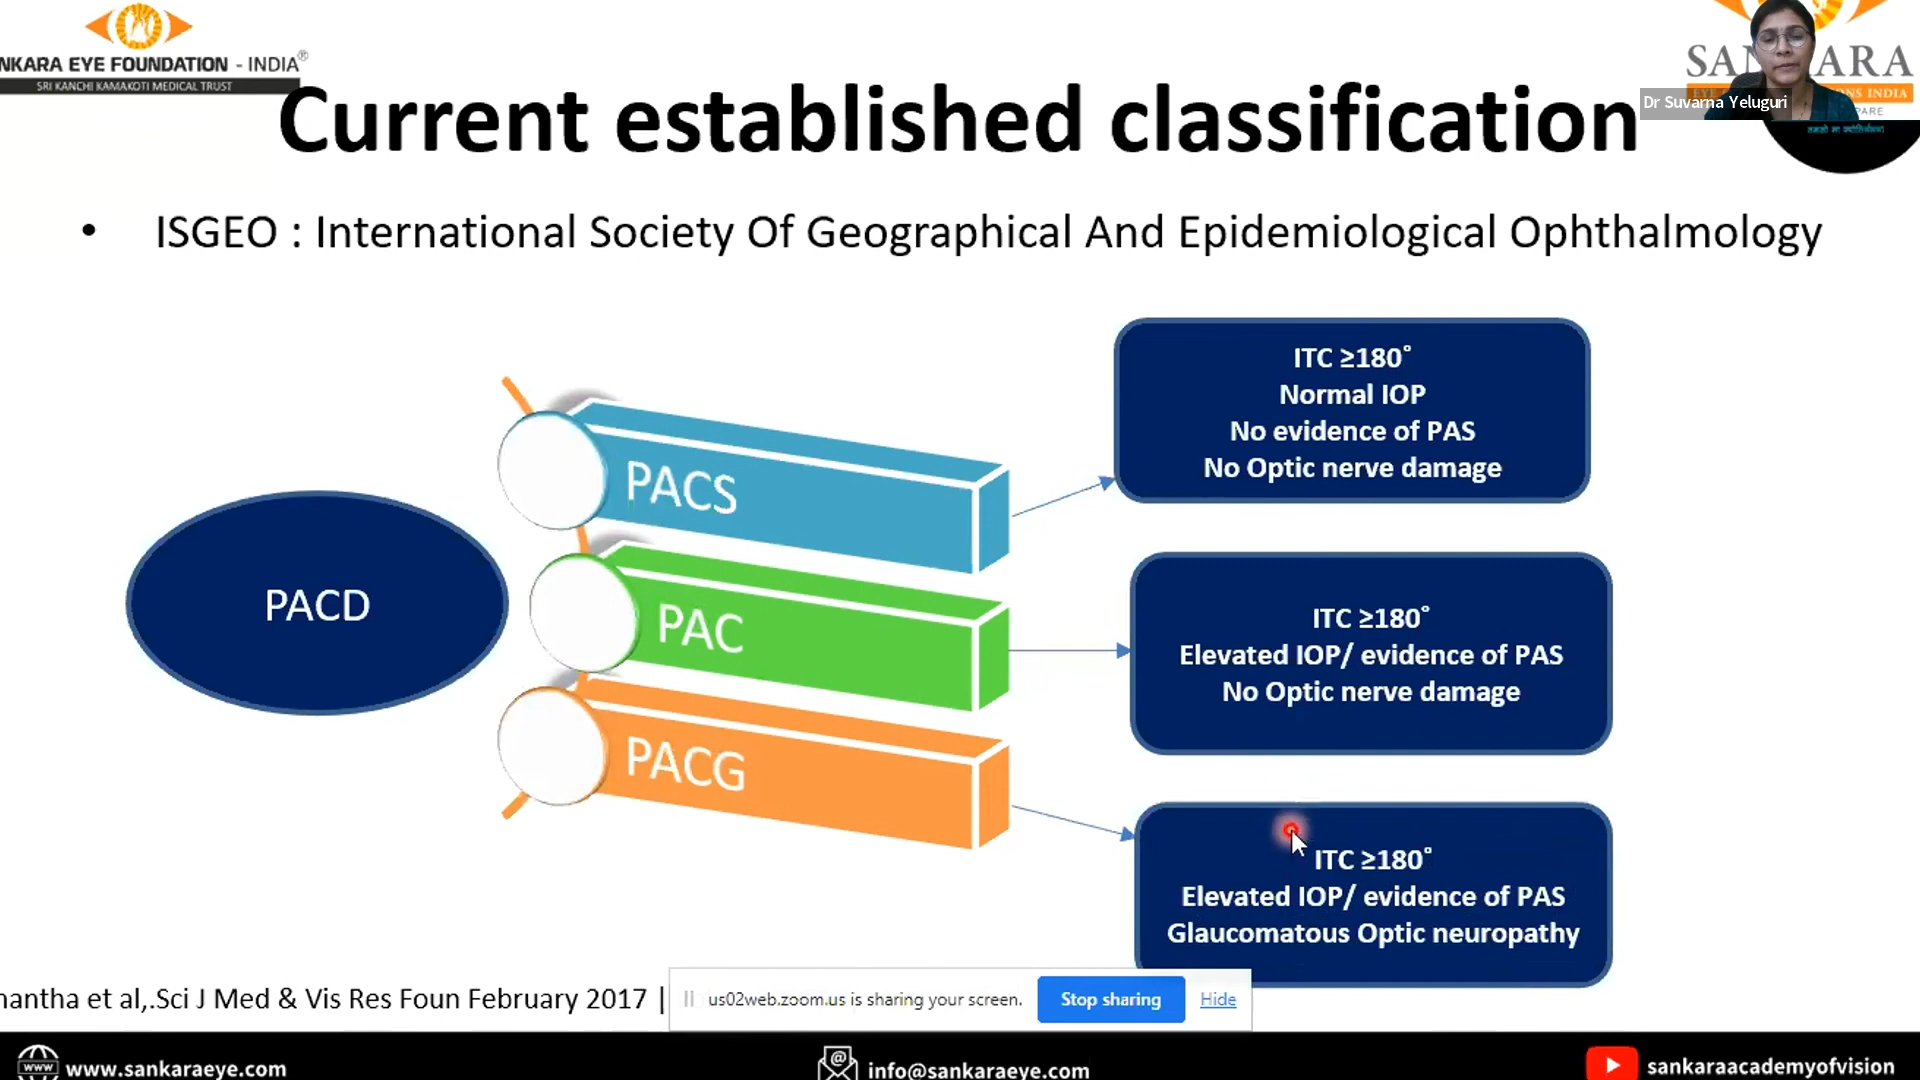 NKARA EYE FOUNDATION - INDIA®
SRI KANCHI KAMAKOTI MEDICAL TRUST
Dr Suvarna Yeluguri
Current established classification
• ISGEO : International Society Of Geographical And Epidemiological Ophthalmology
PACD
PACS
PAC
PACG
ITC ≥180°
Normal IOP
No evidence of PAS
No Optic nerve damage
ITC ≥180°
Elevated IOP/ evidence of PAS
No Optic nerve damage
ITC ≥180°
Elevated IOP/ evidence of PAS
Glaucomatous Optic neuropathy
mantha et al,.Sci J Med & Vis Res Foun February 2017 |
us02web.zoom.us is sharing your screen. Stop sharing Hide
www.sankaraeye.com
info@sankaraeye.com
sankaraacademyofvision